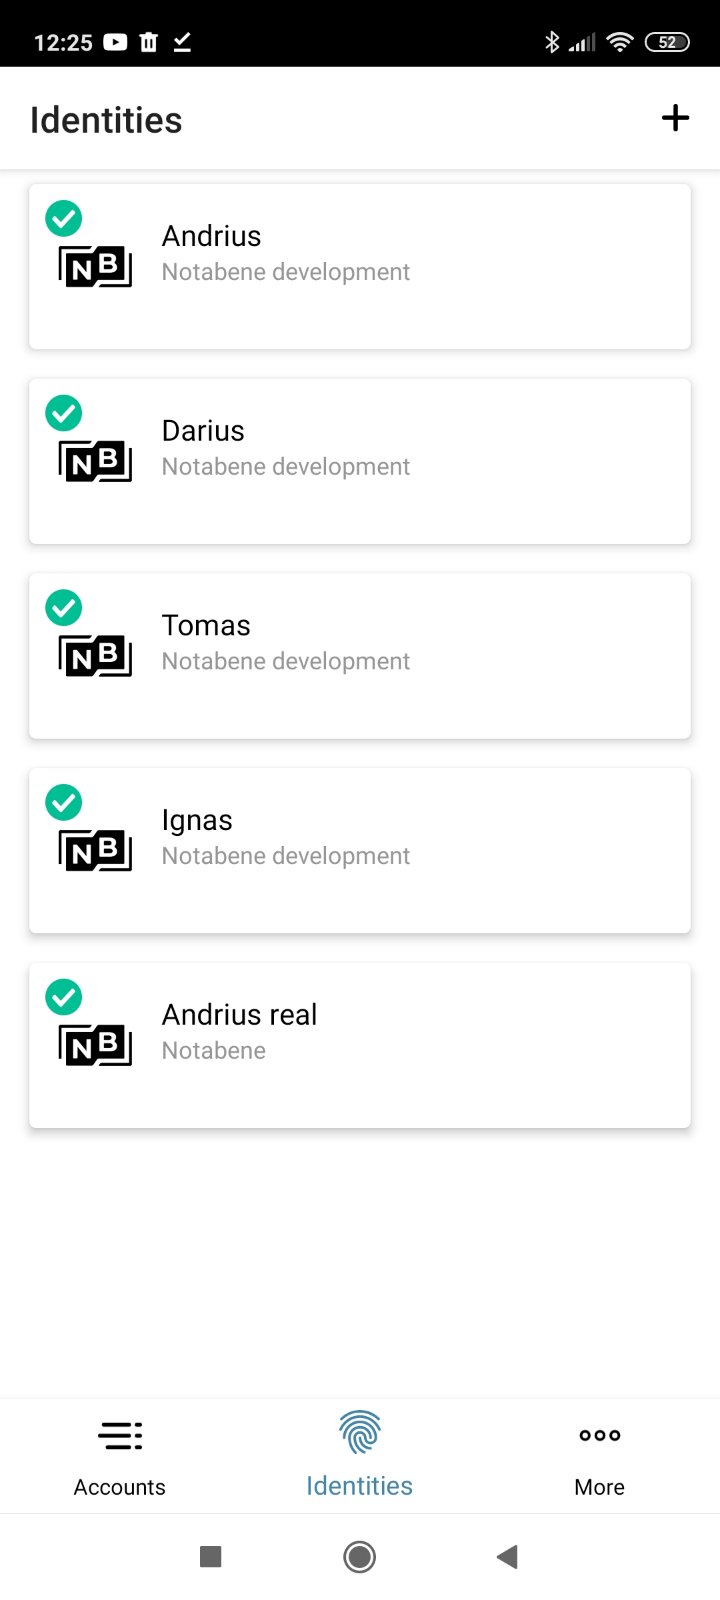 12:25
52
Identities
NB
Andrius
Notabene development
NB
Darius
Notabene development
NB
Tomas
Notabene development
NB
Ignas
Notabene development
NB
Andrius real
Notabene
Accounts
Identities
More